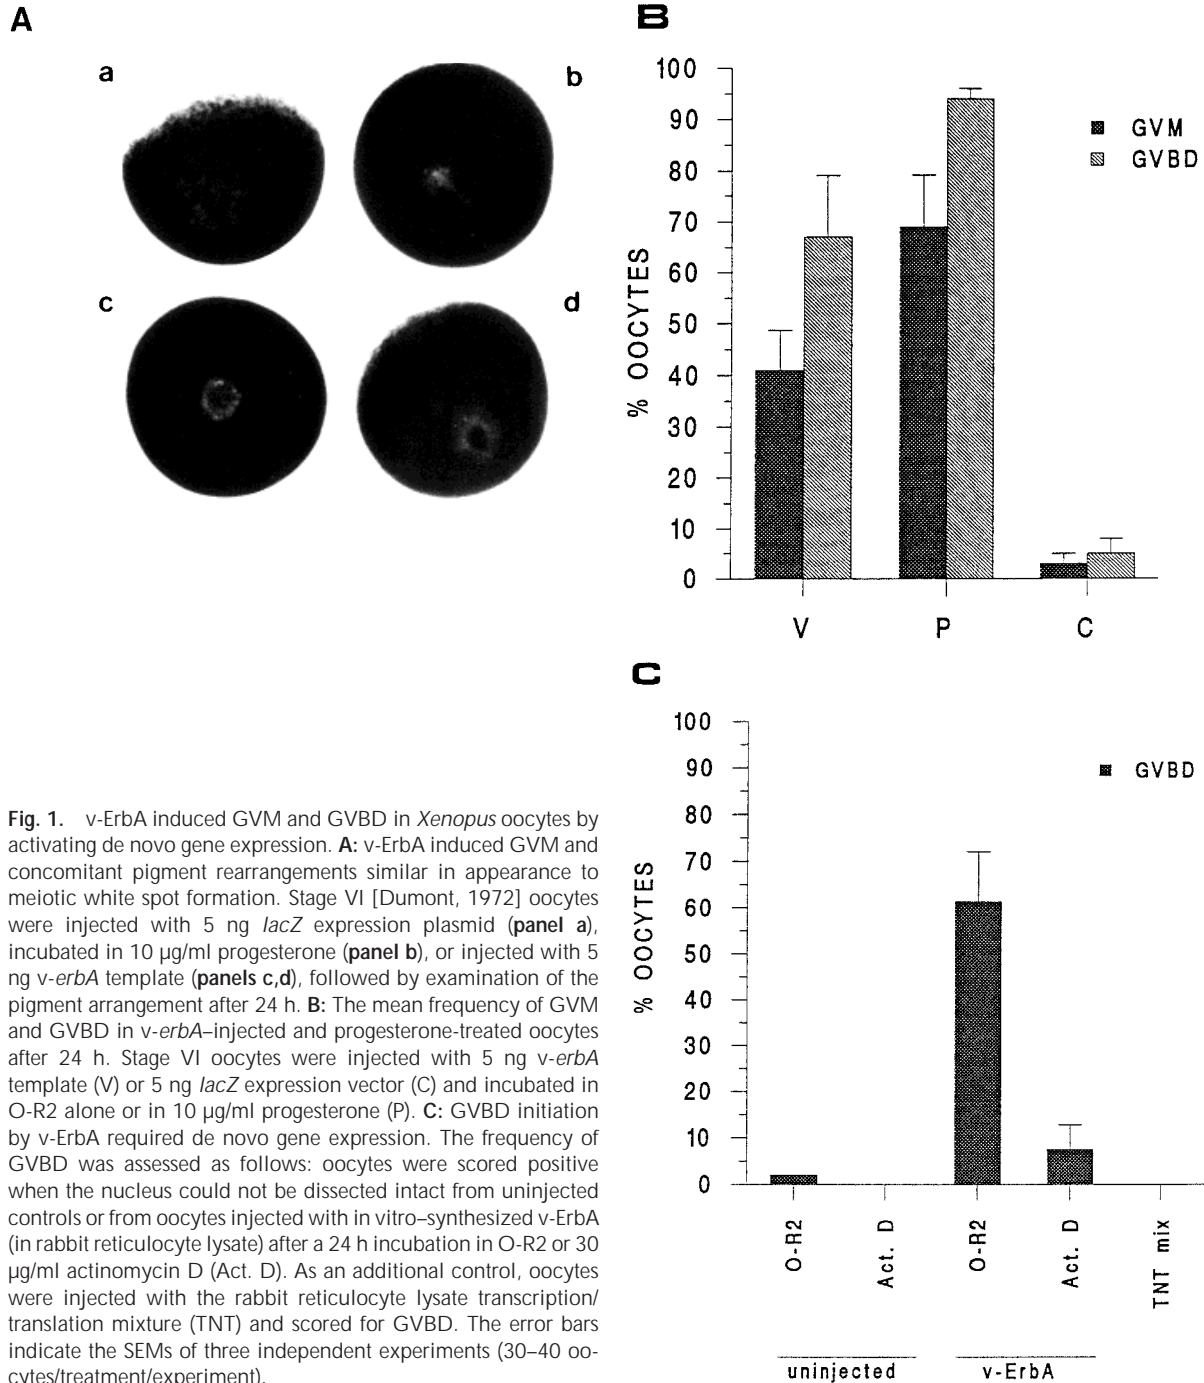 A
a
b
c
d
B
100
90
80
70
60
50
40
30
20
10
0
% OOCYTES
GVM
GVBD
V
P
C
C
100
90
80
70
60
50
40
30
20
10
0
% OOCYTES
GVBD
O-R2
Act. D
O-R2
Act. D
TNT mix
uninjected
v-ErbA
Fig. 1. v-ErbA induced GVM and GVBD in Xenopus oocytes by
activating de novo gene expression. A: v-ErbA induced GVM and
concomitant pigment rearrangements similar in appearance to
meiotic white spot formation. Stage VI [Dumont, 1972] oocytes
were injected with 5 ng lacZ expression plasmid (panel a),
incubated in 10 µg/ml progesterone (panel b), or injected with 5
ng v-erbA template (panels c,d), followed by examination of the
pigment arrangement after 24 h. B: The mean frequency of GVM
and GVBD in v-erbA–injected and progesterone-treated oocytes
after 24 h. Stage VI oocytes were injected with 5 ng v-erbA
template (V) or 5 ng lacZ expression vector (C) and incubated in
O-R2 alone or in 10 µg/ml progesterone (P). C: GVBD initiation
by v-ErbA required de novo gene expression. The frequency of
GVBD was assessed as follows: oocytes were scored positive
when the nucleus could not be dissected intact from uninjected
controls or from oocytes injected with in vitro–synthesized v-ErbA
(in rabbit reticulocyte lysate) after a 24 h incubation in O-R2 or 30
µg/ml actinomycin D (Act. D). As an additional control, oocytes
were injected with the rabbit reticulocyte lysate transcription/
translation mixture (TNT) and scored for GVBD. The error bars
indicate the SEMs of three independent experiments (30–40 oo-
cytes/treatment/experiment).